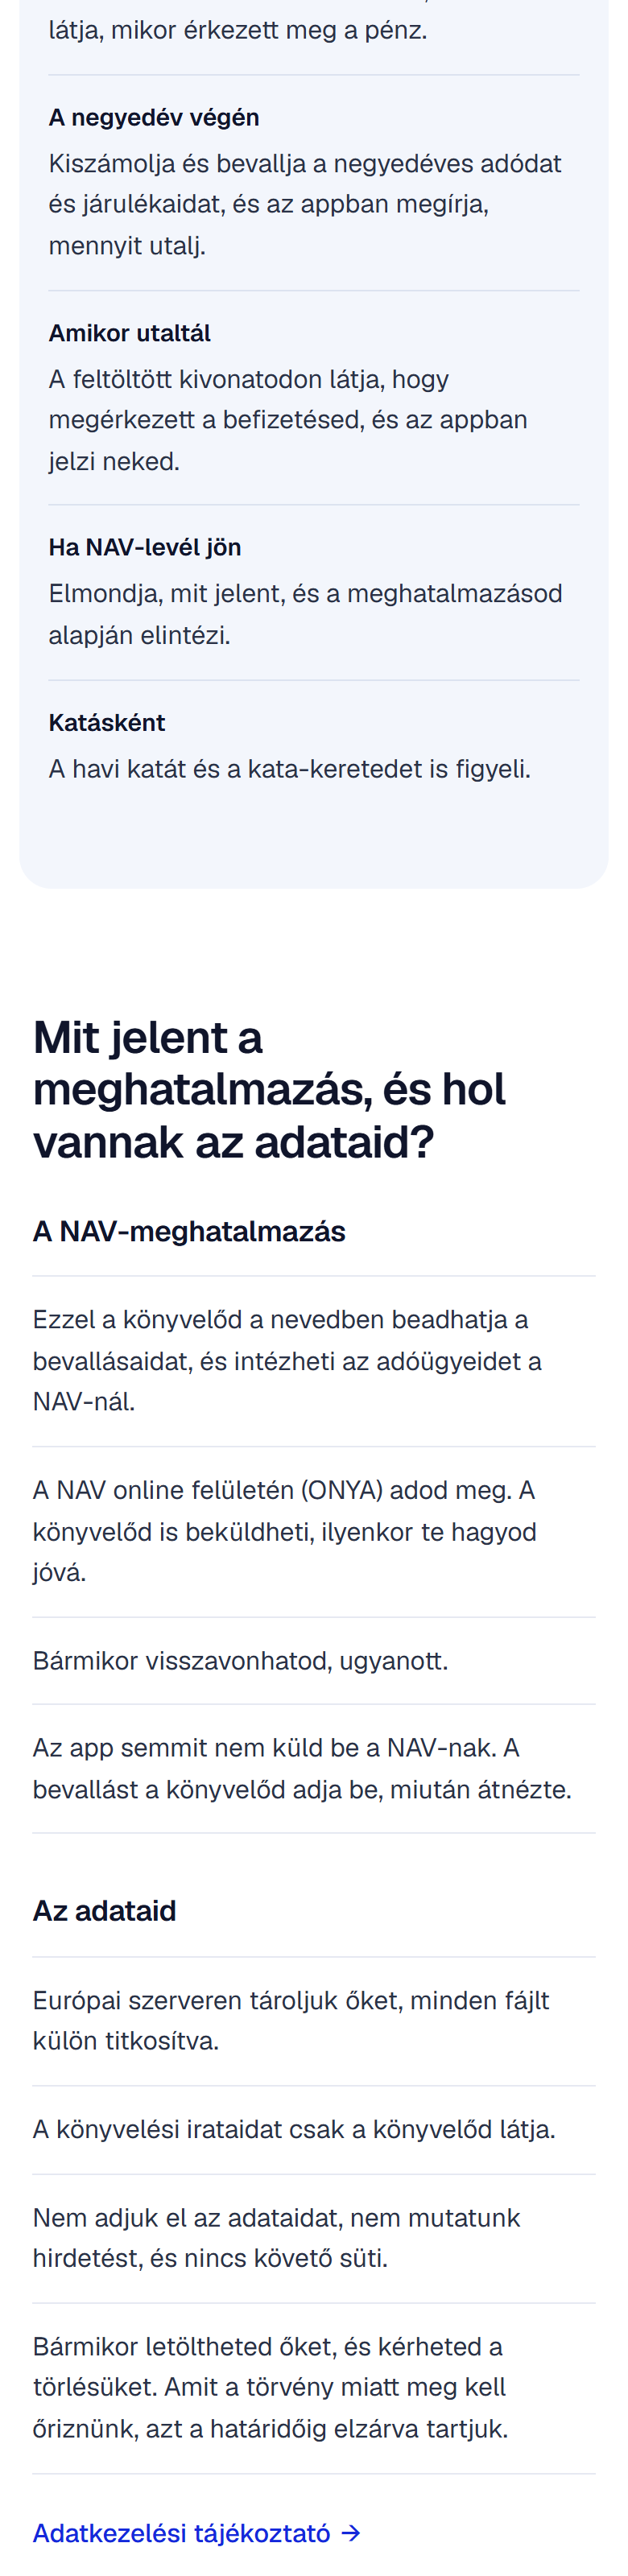 látja, mikor érkezett meg a pénz.
A negyedév végén
Kiszámolja és bevallja a negyedéves adódat
és járulékaidat, és az appban megírja,
mennyit utalj.
Amikor utaltál
A feltöltött kivonatodon látja, hogy
megérkezett a befizetésed, és az appban
jelzi neked.
Ha NAV-levél jön
Elmondja, mit jelent, és a meghatalmazásod
alapján elintézi.
Katásként
A havi katát és a kata-keretedet is figyeli.
Mit jelent a
meghatalmazás, és hol
vannak az adataid?
A NAV-meghatalmazás
Ezzel a könyvelőd a nevedben beadhatja a
bevallásaidat, és intézheti az adóügyeidet a
NAV-nál.
A NAV online felületén (ONYA) adod meg. A
könyvelőd is beküldheti, ilyenkor te hagyod
jóvá.
Bármikor visszavonhatod, ugyanott.
Az app semmit nem küld be a NAV-nak. A
bevallást a könyvelőd adja be, miután átnézte.
Az adataid
Európai szerveren tároljuk őket, minden fájlt
külön titkosítva.
A könyvelési irataidat csak a könyvelőd látja.
Nem adjuk el az adataidat, nem mutatunk
hirdetést, és nincs követő süti.
Bármikor letöltheted őket, és kérheted a
törlésüket. Amit a törvény miatt meg kell
őriznünk, azt a határidőig elzárva tartjuk.
Adatkezelési tájékoztató →